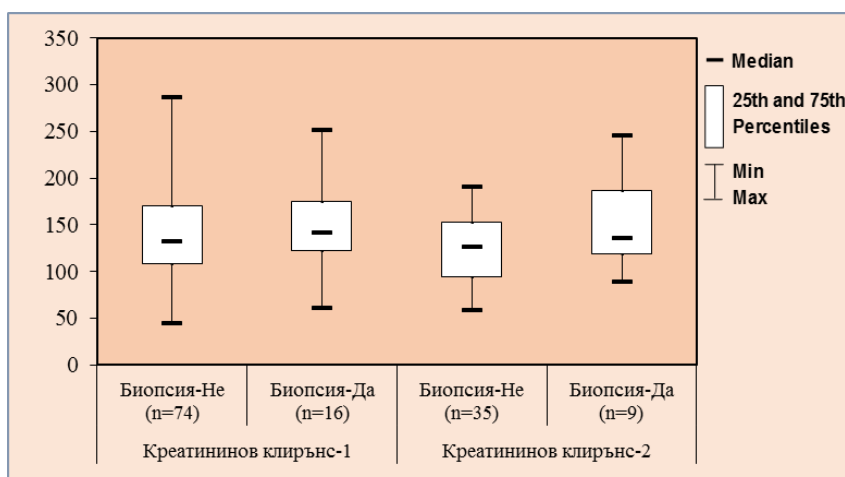 350
300
250
200
150
100
50
0
Median
25th and 75th
Percentiles
Min
Max
Биопсия-Не
(n=74)
Биопсия-Да
(n=16)
Биопсия-Не
(n=35)
Биопсия-Да
(n=9)
Креатининов клирънс-1
Креатининов клирънс-2